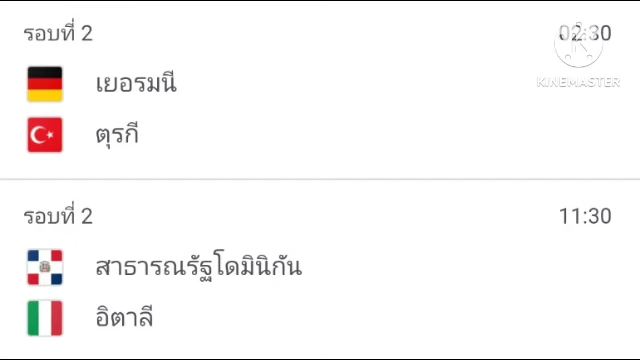 รอบที่ 2 02:30
KINEMASTER
เยอรมนี
ตุรกี
รอบที่ 2 11:30
สาธารณรัฐโดมินิกัน
อิตาลี